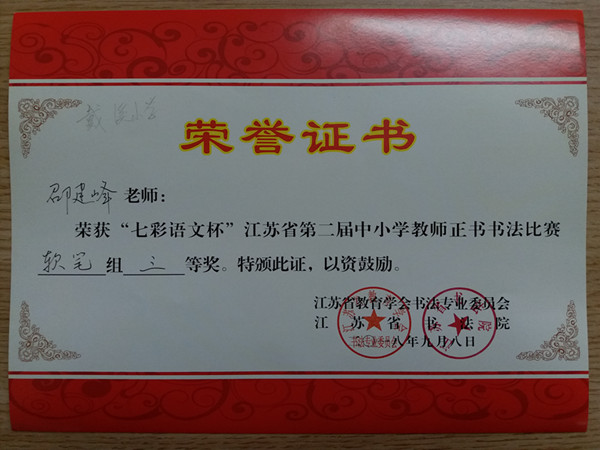 荣誉证书
邵建峰 老师:
荣获“七彩语文杯”江苏省第二届中小学教师正书书法比赛
软笔 组 三 等奖。特颁此证，以资鼓励。
江苏省教育学会书法专业委员会
江苏省书法院
八年九月八日